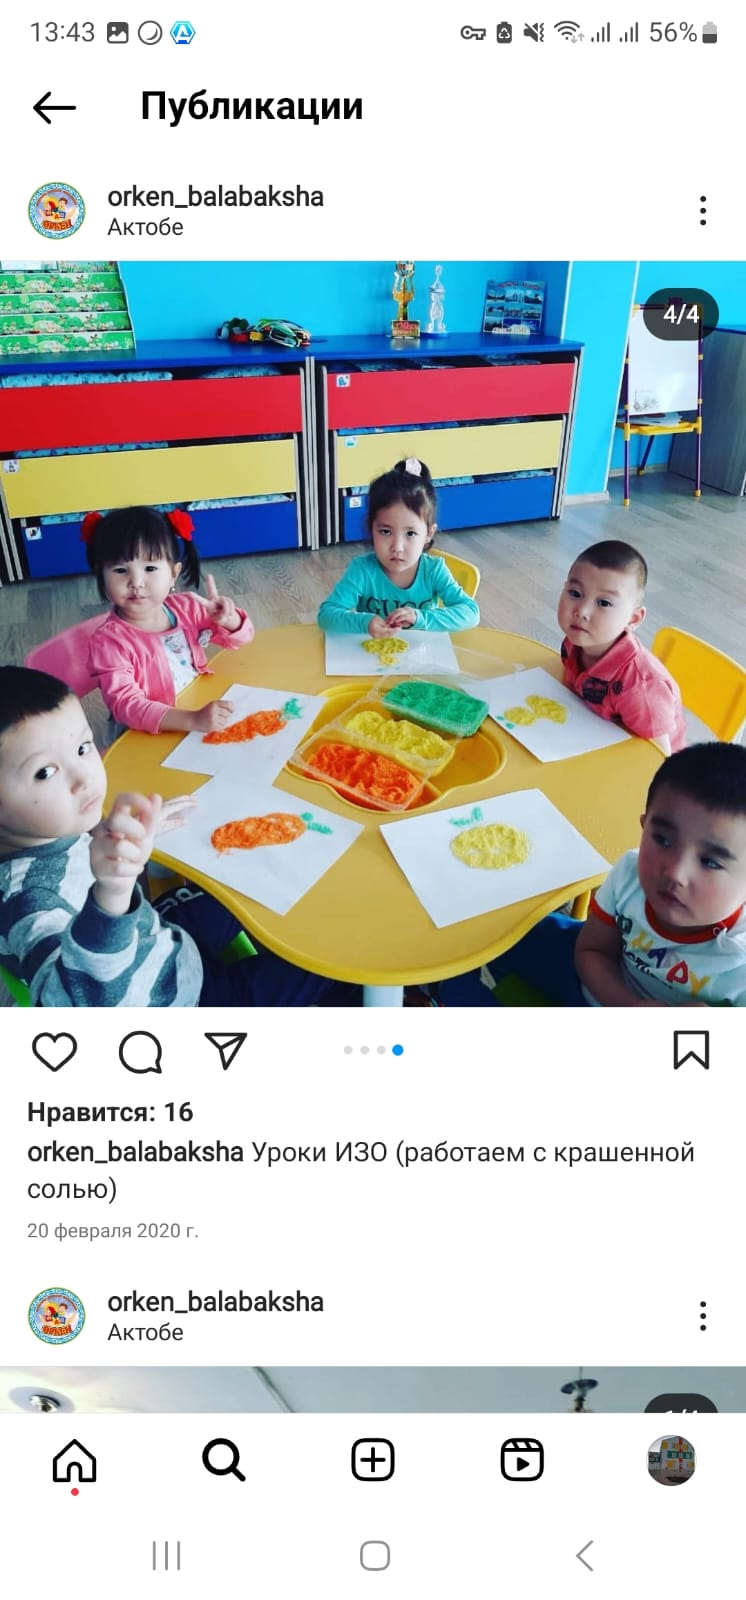 13:43
56%
Публикации
orken_balabaksha
Актобе
4/4
GUCCI
Нравится: 16
orken_balabaksha Уроки ИЗО (работаем с крашенной
солью)
20 февраля 2020 г.
orken_balabaksha
Актобе